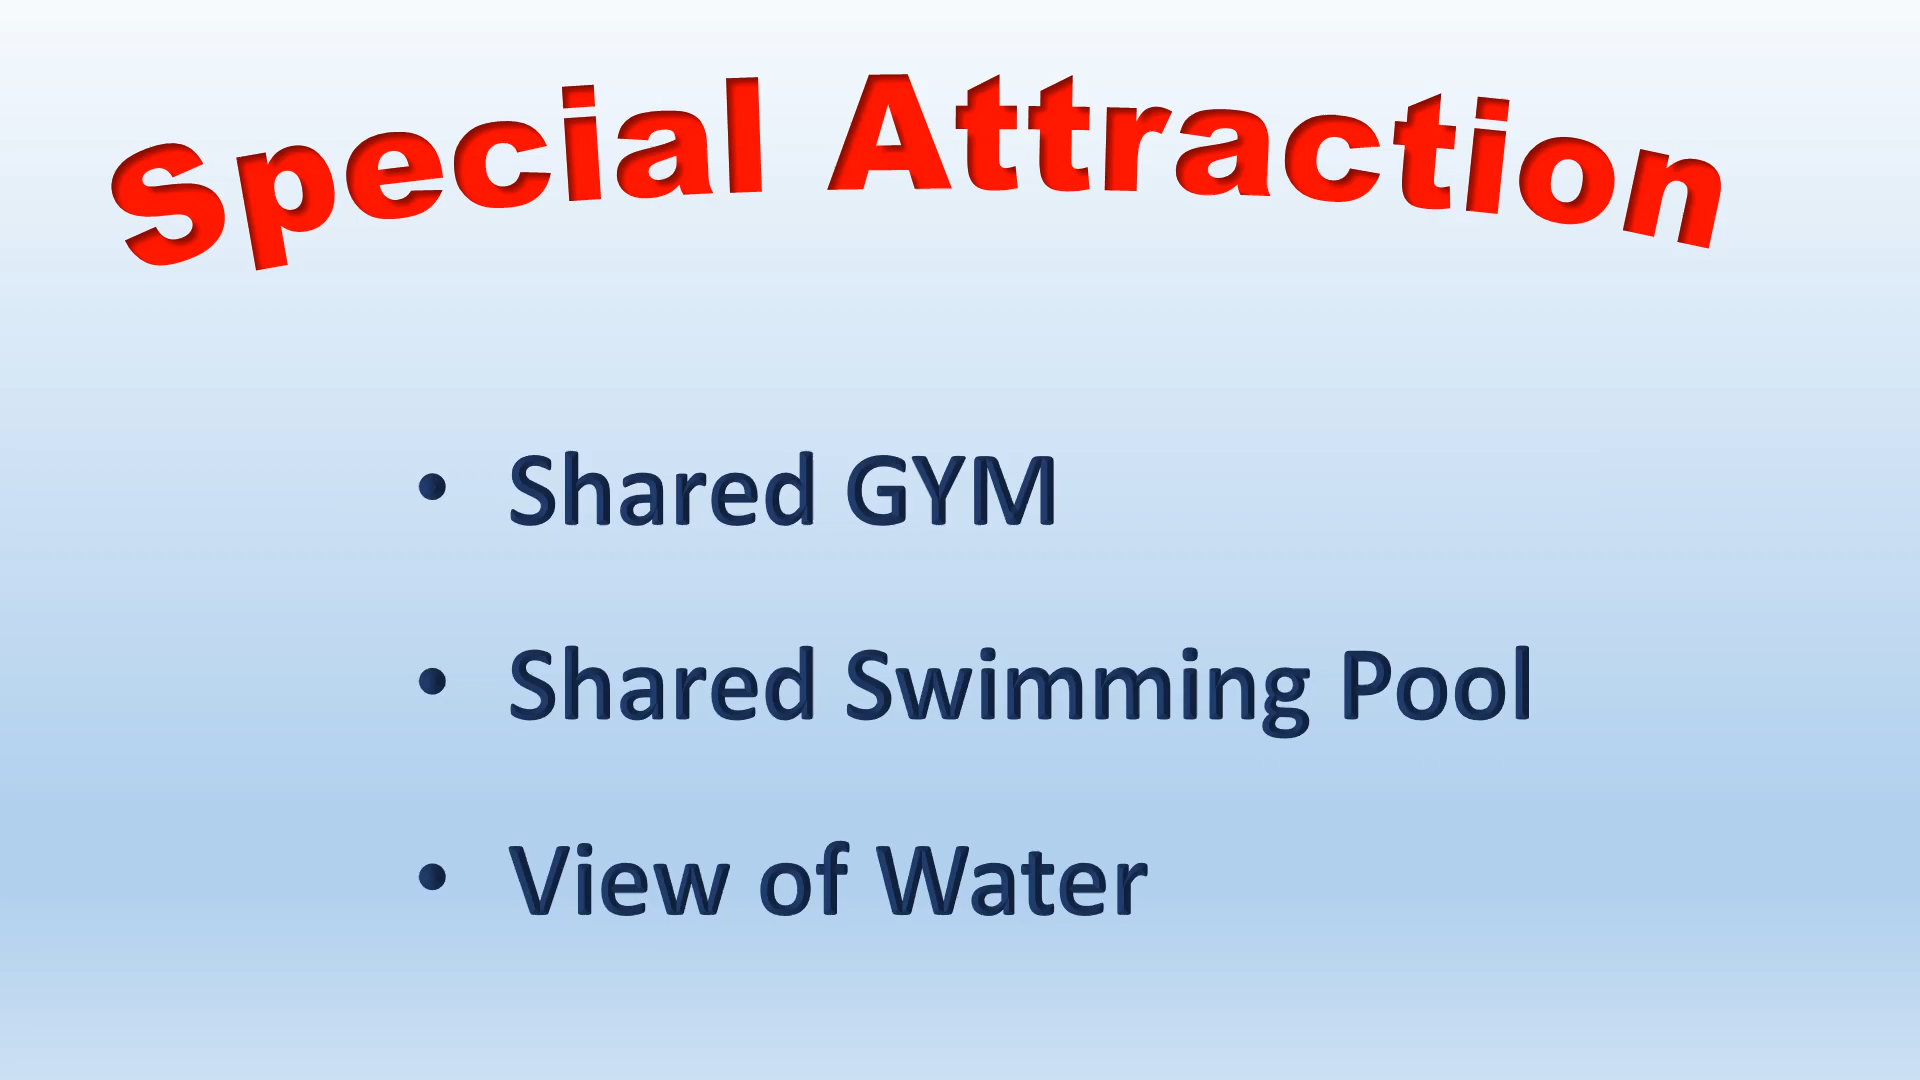 Special Attraction
• Shared GYM
• Shared Swimming Pool
• View of Water